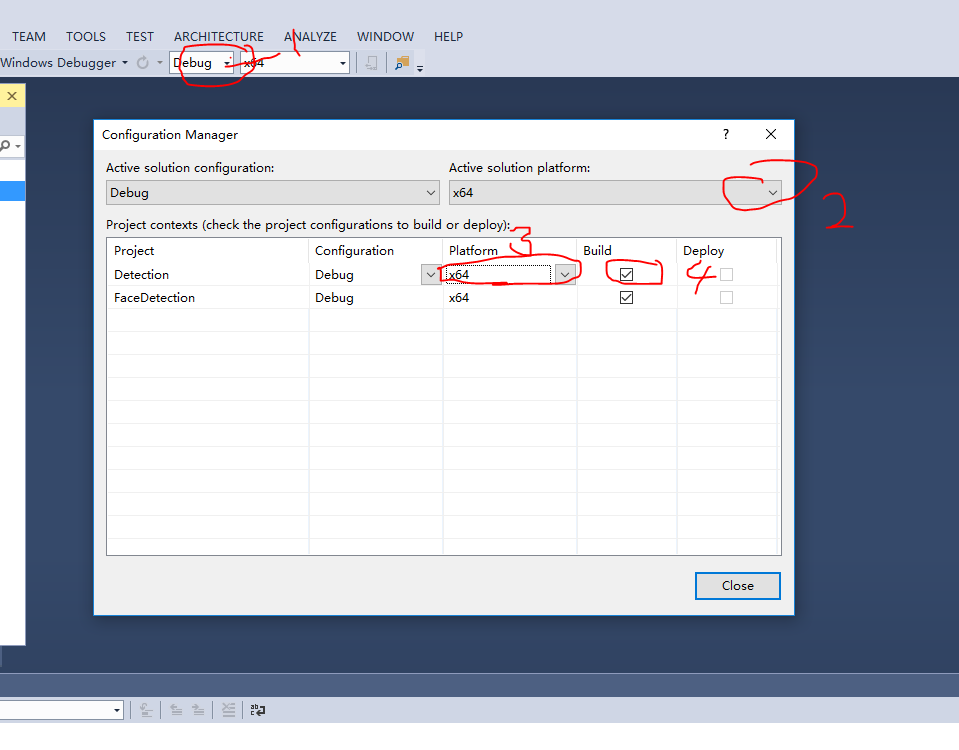 TEAM TOOLS TEST ARCHITECTURE ANALYZE WINDOW HELP
Windows Debugger Debug x64 1
Configuration Manager ?
Active solution configuration: Active solution platform:
Debug x64
2
Project contexts (check the project configurations to build or deploy):
3
Project Configuration Platform Build Deploy
Detection Debug x64 4
FaceDetection Debug x64
Close